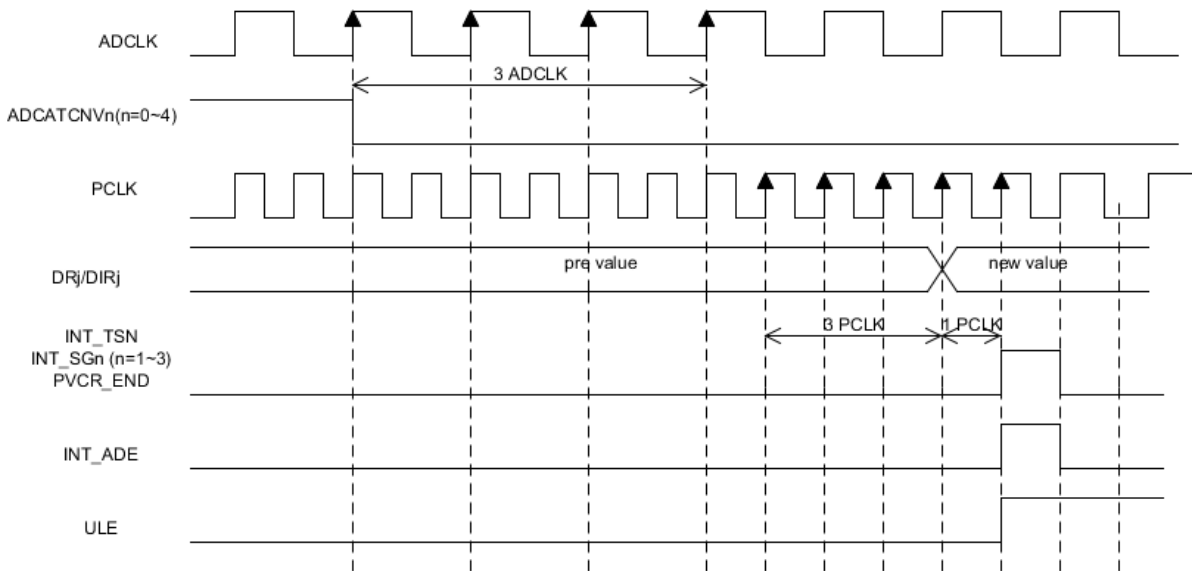 ADCLK
3 ADCLK
ADCATCNVn(n=0~4)
PCLK
pre value
new value
DRj/DIRj
3 PCLK
1 PCLK
INT_TSN
INT_SGn (n=1~3)
PVCR_END
INT_ADE
ULE